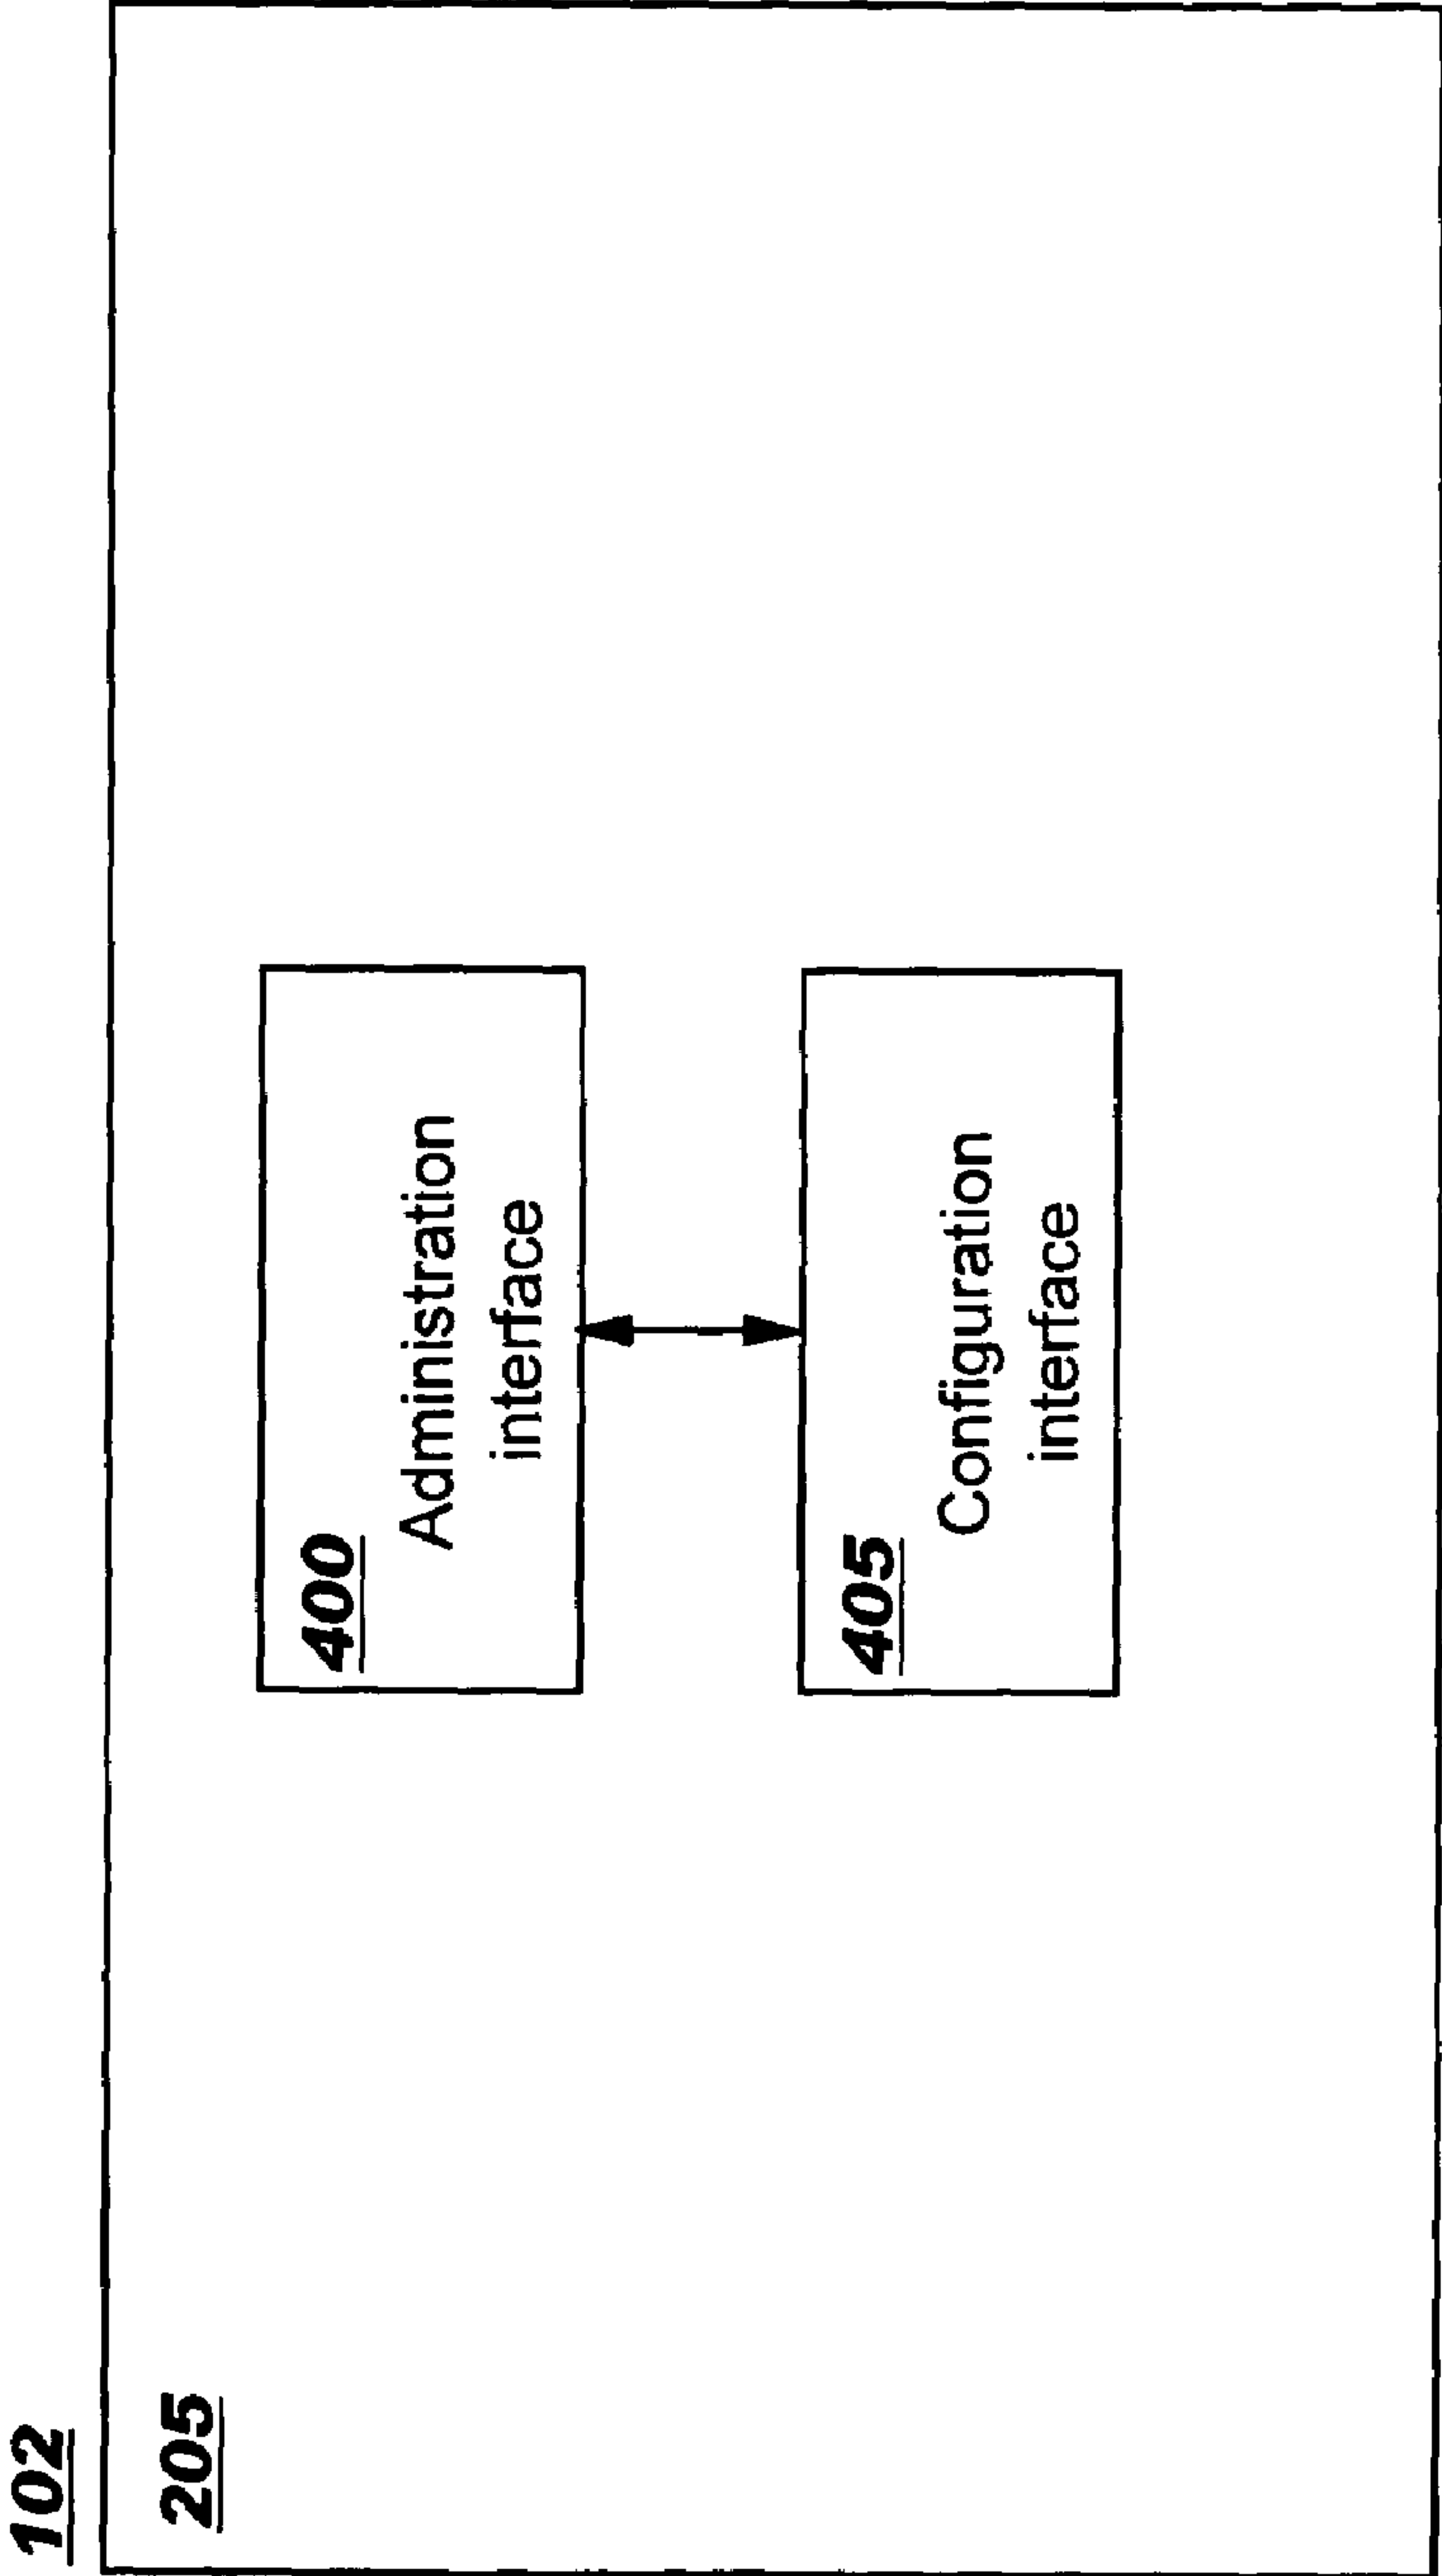 102
205
400
Administration
interface
405
Configuration
interface